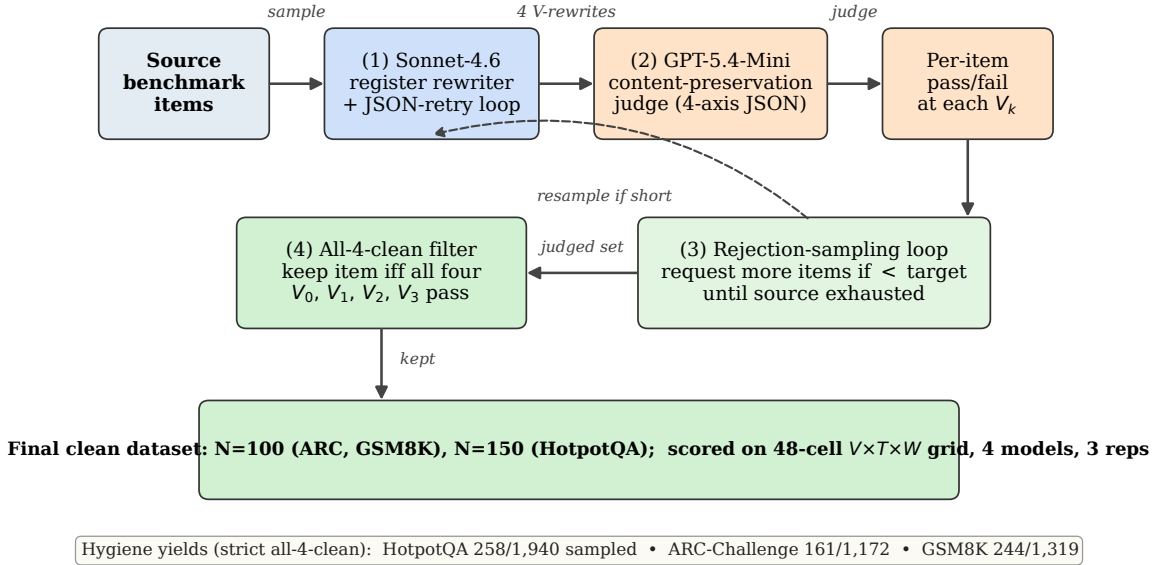 sample
4 V-rewrites
judge
Source
benchmark
items
(1) Sonnet-4.6
register rewriter
+ JSON-retry loop
(2) GPT-5.4-Mini
content-preservation
judge (4-axis JSON)
Per-item
pass/fail
at each Vₖ
resample if short
(4) All-4-clean filter
keep item iff all four
V₀, V₁, V₂, V₃ pass
judged set
(3) Rejection-sampling loop
request more items if < target
until source exhausted
kept
Final clean dataset: N=100 (ARC, GSM8K), N=150 (HotpotQA); scored on 48-cell V×T×W grid, 4 models, 3 reps
Hygiene yields (strict all-4-clean): HotpotQA 258/1,940 sampled • ARC-Challenge 161/1,172 • GSM8K 244/1,319